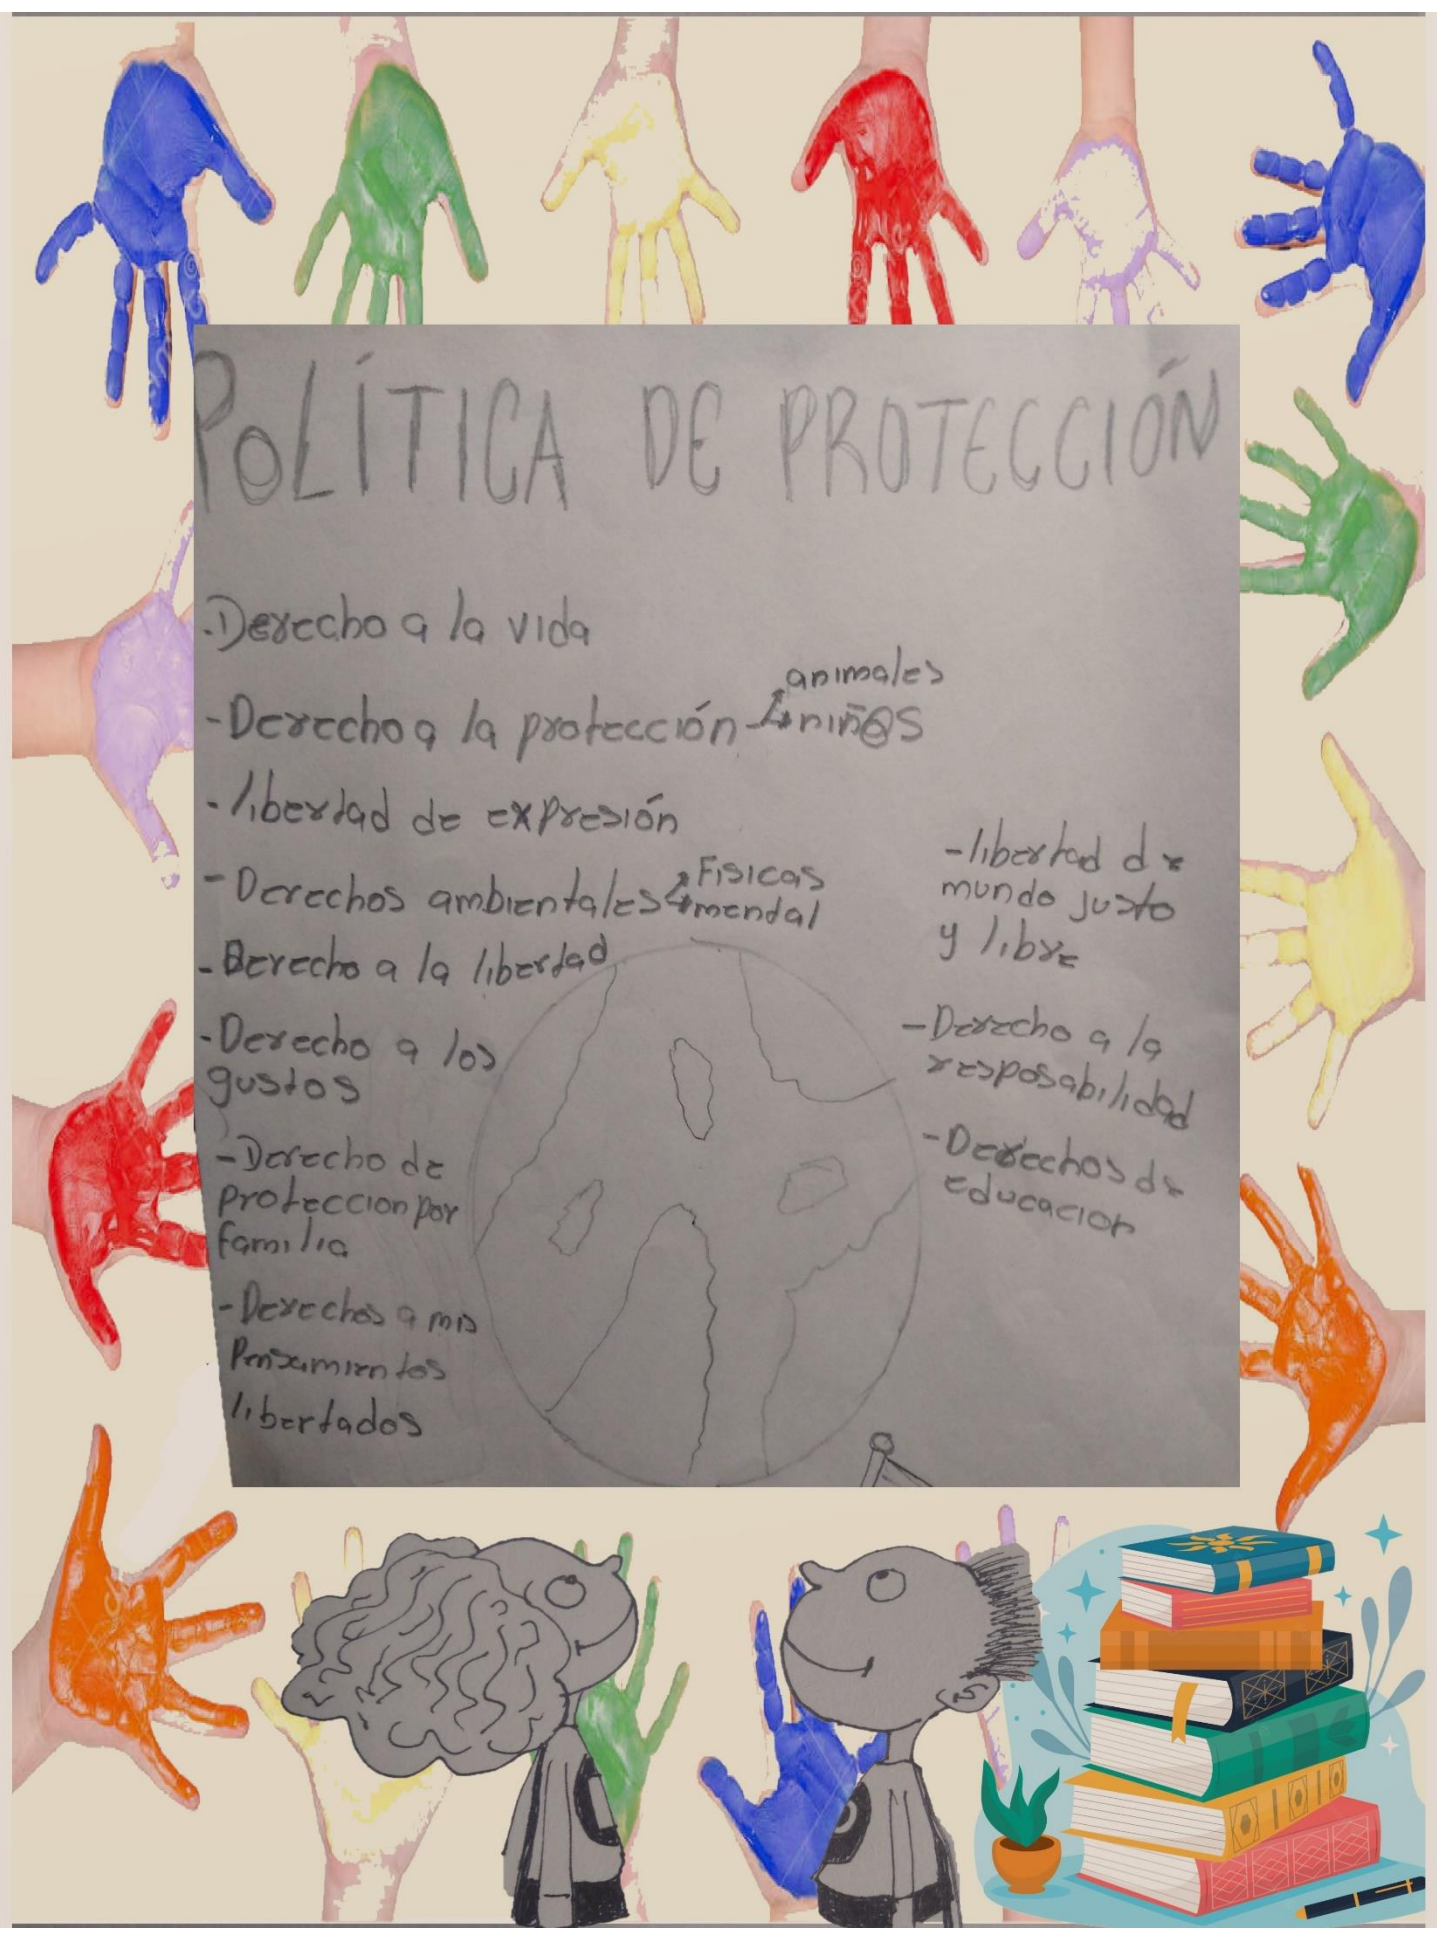 POLÍTICA DE PROTECCIÓN
- Derecho a la vida
- Derecho a la protección - animales
niñ@s
- libertad de expresión
- Derechos ambientales Fisicas
mendal
- Derecho a la libertad
- Derecho a los
gustos
- Derecho de
proteccion por
familia
- Derechos a mis
Pensamientos
libertados
- libertad de
mundo justo
y libre
- Derecho a la
resposabilidad
- Derechos de
educacion